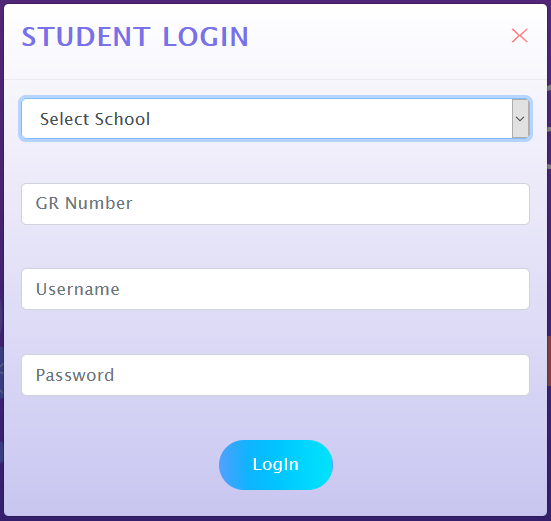 STUDENT LOGIN
Select School
GR Number
Username
Password
LogIn